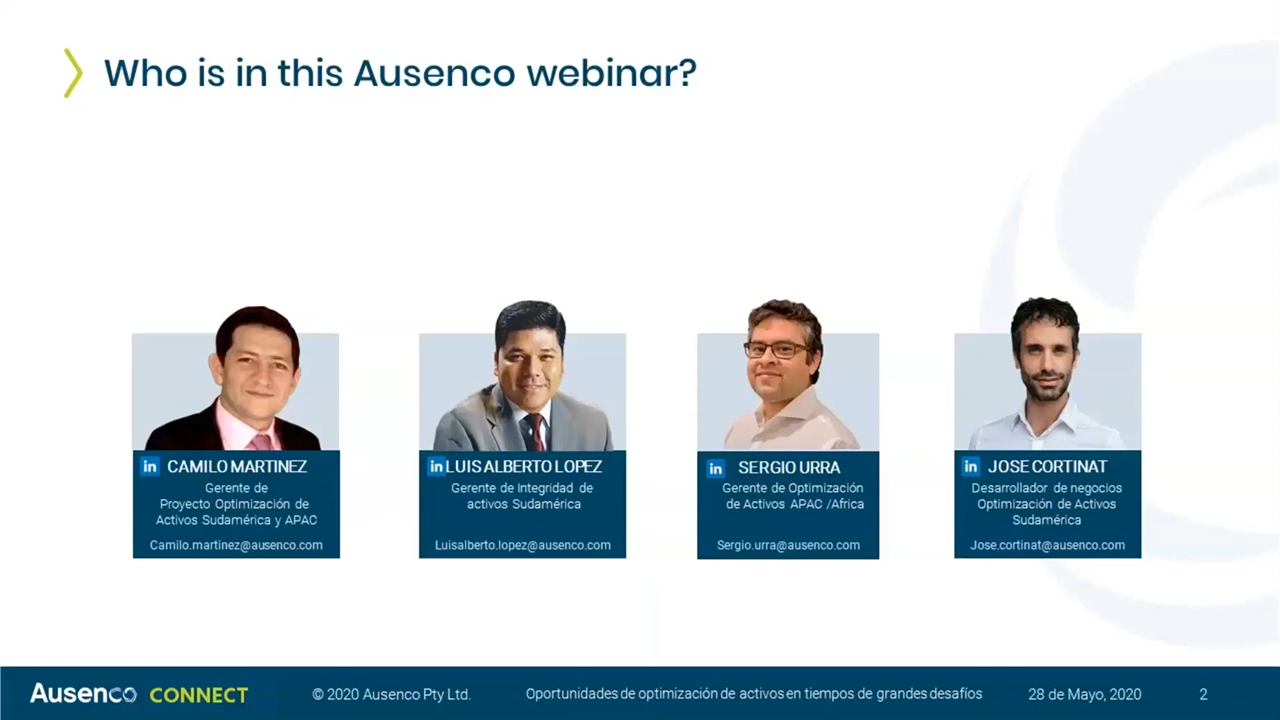 Who is in this Ausenco webinar?
in CAMILO MARTINEZ
Gerente de
Proyecto Optimización de
Activos Sudamérica y APAC
Camilo.martinez@ausenco.com
in LUIS ALBERTO LOPEZ
Gerente de Integridad de
activos Sudamérica
Luisalberto.lopez@ausenco.com
in SERGIO URRA
Gerente de Optimización
de Activos APAC /Africa
Sergio.urra@ausenco.com
in JOSE CORTINAT
Desarrollador de negocios
Optimización de Activos
Sudamérica
Jose.cortinat@ausenco.com
Ausenco CONNECT © 2020 Ausenco Pty Ltd. Oportunidades de optimización de activos en tiempos de grandes desafíos 28 de Mayo, 2020 2